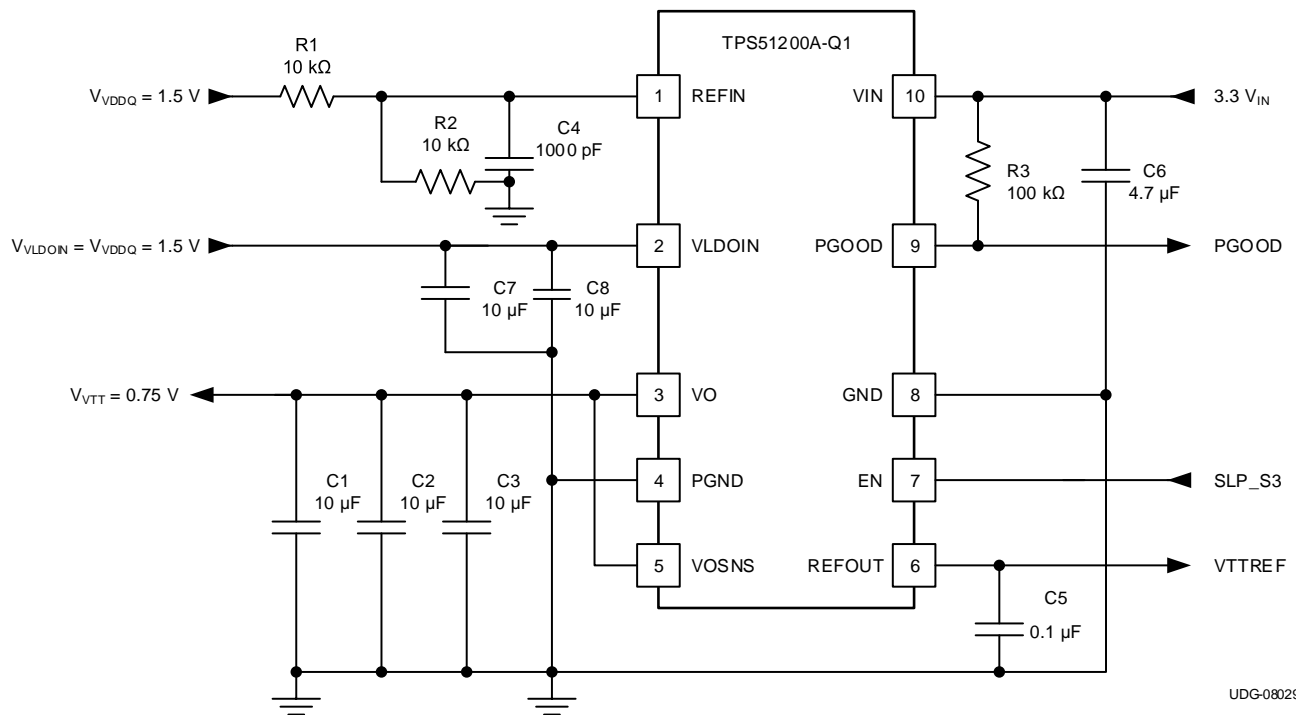 TPS51200A-Q1
R1
10 kΩ
V_VDDQ = 1.5 V
1
REFIN
VIN
10
3.3 V_IN
R2
10 kΩ
C4
1000 pF
R3
100 kΩ
C6
4.7 µF
V_VLDOIN = V_VDDQ = 1.5 V
2
VLDOIN
PGOOD
9
PGOOD
C7
10 µF
C8
10 µF
V_VTT = 0.75 V
3
VO
GND
8
C1
10 µF
C2
10 µF
C3
10 µF
4
PGND
EN
7
SLP_S3
5
VOSNS
REFOUT
6
VTTREF
C5
0.1 µF
UDG-08029